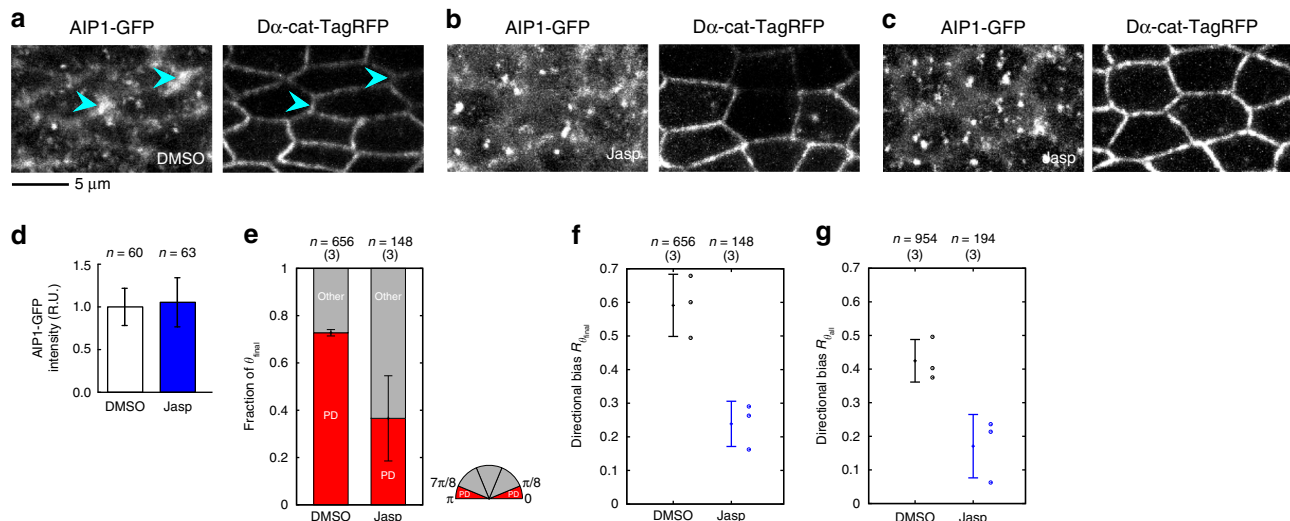 a
AIP1-GFP
Dα-cat-TagRFP
DMSO
5 μm
b
AIP1-GFP
Dα-cat-TagRFP
Jasp
c
AIP1-GFP
Dα-cat-TagRFP
Jasp
d
n = 60
n = 63
AIP1-GFP
intensity (R.U.)
1.5
1.0
0.5
0.0
DMSO
Jasp
e
n = 656
(3)
n = 148
(3)
Fraction of θfinal
1
0.8
0.6
0.4
0.2
0
Other
PD
Other
PD
DMSO
Jasp
7π/8
π/8
π
PD
PD
0
f
n = 656
(3)
n = 148
(3)
Directional bias Rθfinal
0.7
0.6
0.5
0.4
0.3
0.2
0.1
0
DMSO
Jasp
g
n = 954
(3)
n = 194
(3)
Directional bias Rθall
0.7
0.6
0.5
0.4
0.3
0.2
0.1
0
DMSO
Jasp